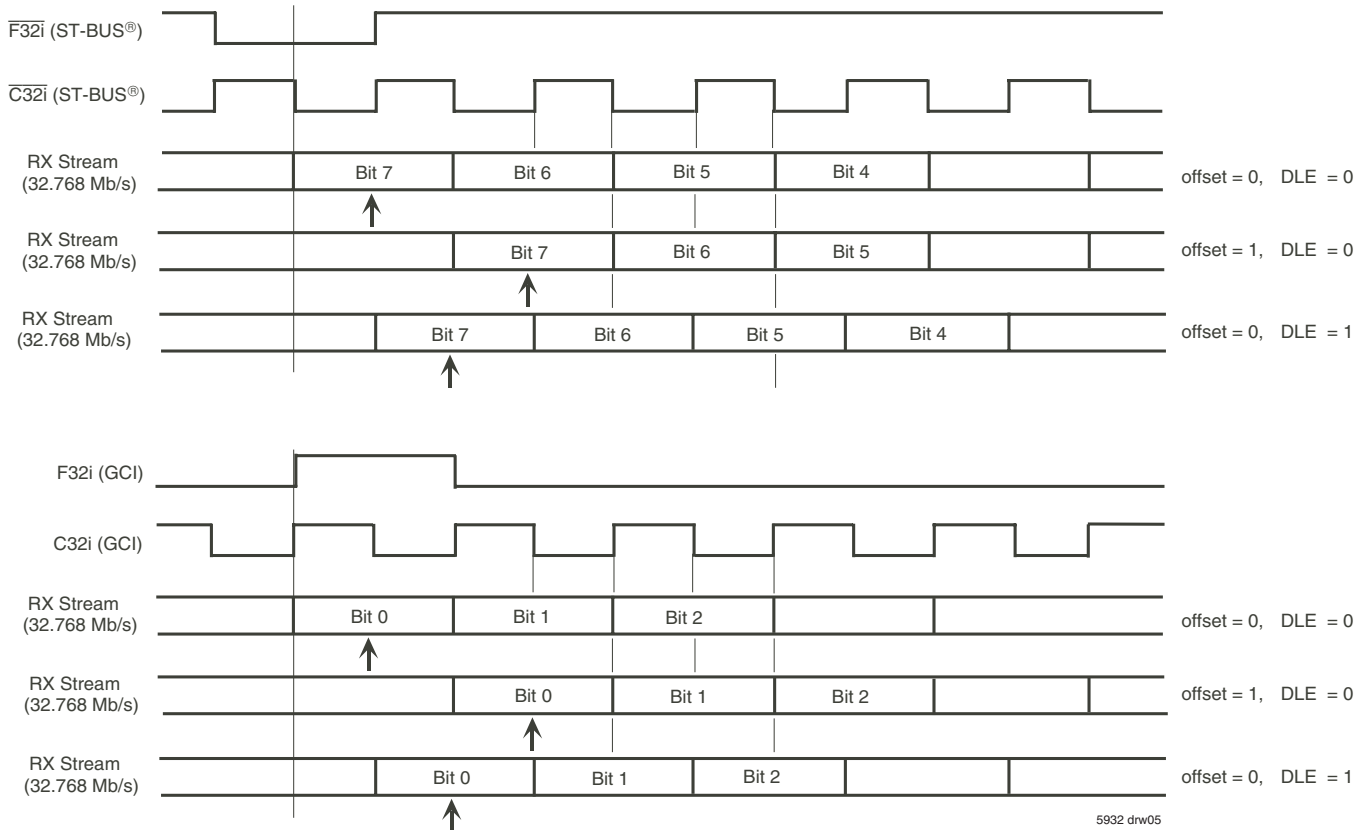 F32i (ST-BUS®)
C32i (ST-BUS®)
RX Stream
(32.768 Mb/s)
Bit 7 Bit 6 Bit 5 Bit 4
offset = 0, DLE = 0
RX Stream
(32.768 Mb/s)
Bit 7 Bit 6 Bit 5
offset = 1, DLE = 0
RX Stream
(32.768 Mb/s)
Bit 7 Bit 6 Bit 5 Bit 4
offset = 0, DLE = 1
F32i (GCI)
C32i (GCI)
RX Stream
(32.768 Mb/s)
Bit 0 Bit 1 Bit 2
offset = 0, DLE = 0
RX Stream
(32.768 Mb/s)
Bit 0 Bit 1 Bit 2
offset = 1, DLE = 0
RX Stream
(32.768 Mb/s)
Bit 0 Bit 1 Bit 2
offset = 0, DLE = 1
5932 drw05